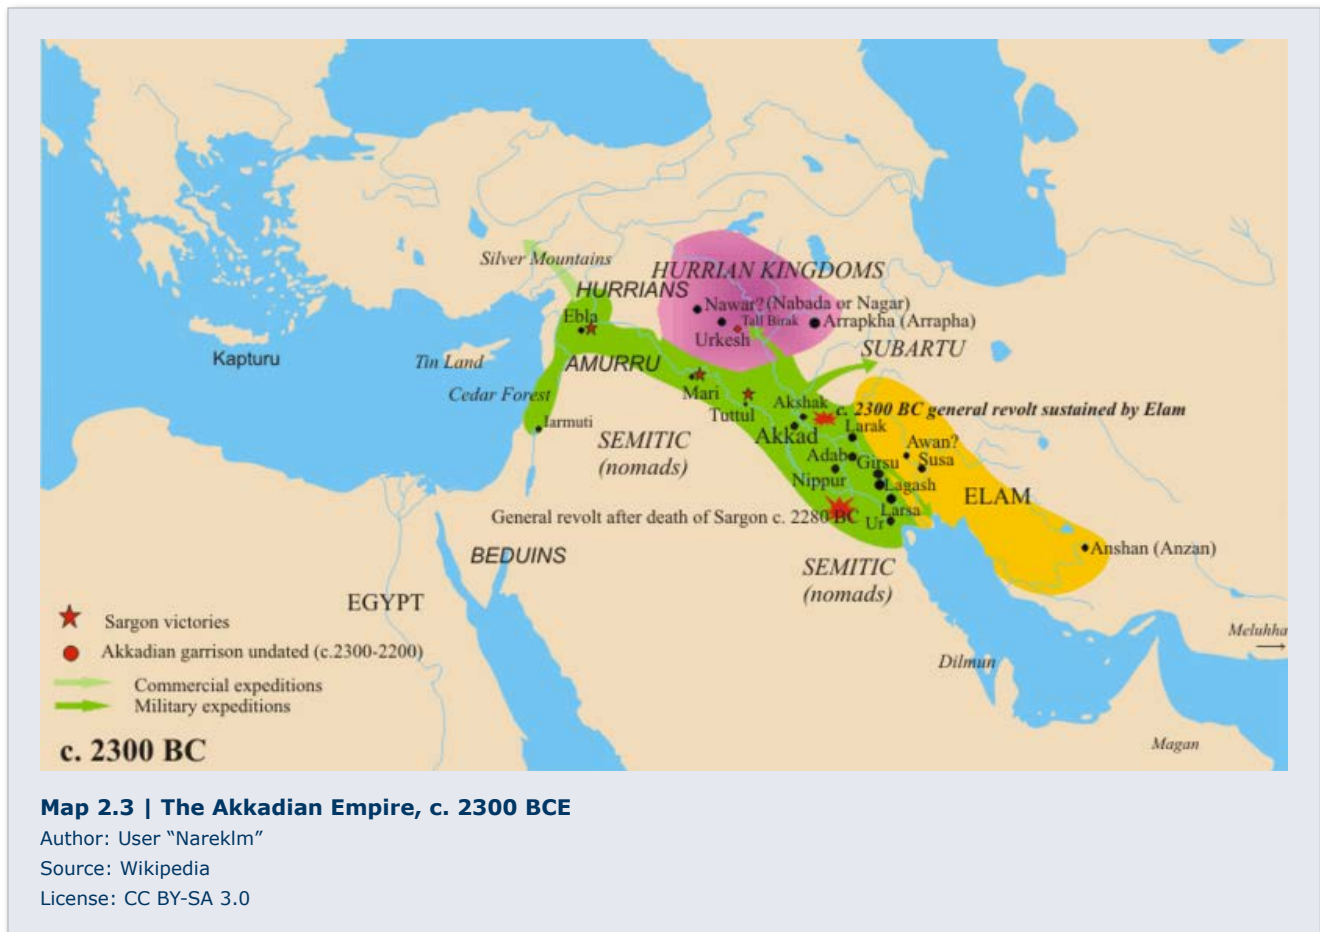 Silver Mountains
HURRIAN KINGDOMS
HURRIANS
Nawar? (Nabada or Nagar)
Ebla
Tall Birak
Arrapkha (Arrapha)
Urkesh
SUBARTU
Kapturu
Tin Land
AMURRU
Cedar Forest
Mari
Tuttul
Akshak
c. 2300 BC general revolt sustained by Elam
Iarmuti
Akkad
Larak
SEMITIC
(nomads)
Awan?
Adab
Girsu
Susa
Nippur
Lagash
ELAM
Larsa
General revolt after death of Sargon c. 2280 BC
Ur
BEDUINS
Anshan (Anzan)
SEMITIC
(nomads)
EGYPT
Sargon victories
Meluhha
Akkadian garrison undated (c.2300-2200)
Dilmun
Commercial expeditions
Military expeditions
Magan
c. 2300 BC
Map 2.3 | The Akkadian Empire, c. 2300 BCE
Author: User “Nareklm”
Source: Wikipedia
License: CC BY-SA 3.0